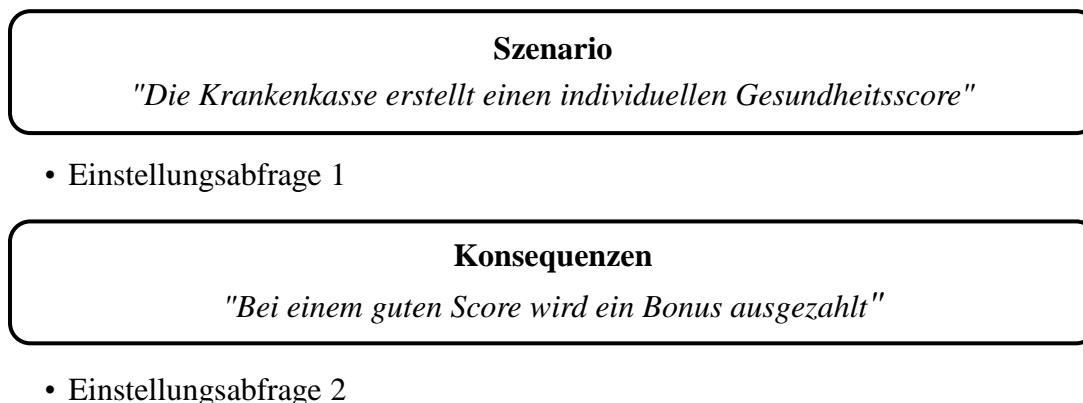 Szenario
"Die Krankenkasse erstellt einen individuellen Gesundheitsscore"
• Einstellungsabfrage 1
Konsequenzen
"Bei einem guten Score wird ein Bonus ausgezahlt"
• Einstellungsabfrage 2